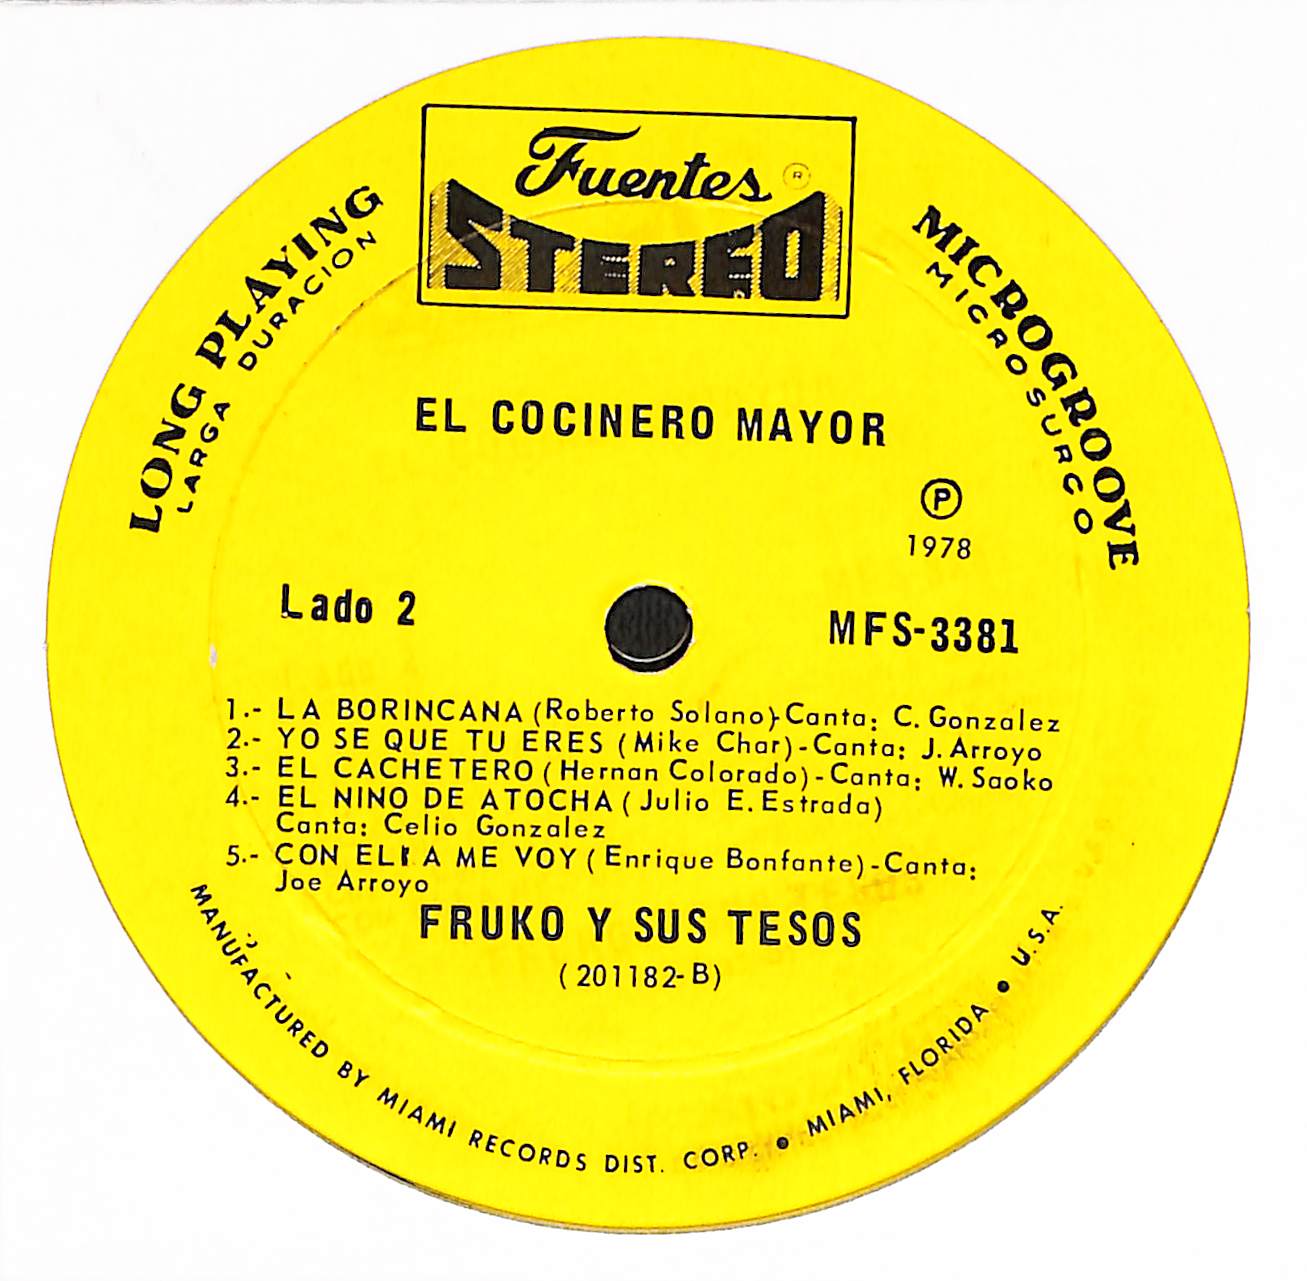 Fuentes ®
STEREO
LONG PLAYING
LARGA DURACION
MICROGROOVE
MICROSURCO
EL COCINERO MAYOR
Ⓟ
1978
Lado 2
MFS-3381
1.- LA BORINCANA (Roberto Solano)-Canta: C. Gonzalez
2.- YO SE QUE TU ERES (Mike Char)-Canta: J. Arroyo
3.- EL CACHETERO (Hernan Colorado)-Canta: W. Saoko
4.- EL NINO DE ATOCHA (Julio E. Estrada)
Canta: Celio Gonzalez
5.- CON ELLA ME VOY (Enrique Bonfante)-Canta:
Joe Arroyo
FRUKO Y SUS TESOS
(201182-B)
MANUFACTURED BY MIAMI RECORDS DIST. CORP. • MIAMI, FLORIDA • U.S.A.